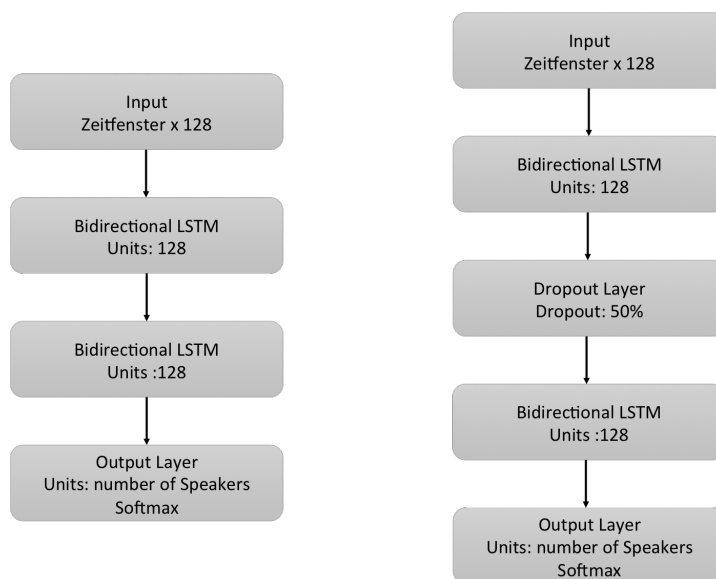 Input
Zeitfenster x 128
Bidirectional LSTM
Units: 128
Bidirectional LSTM
Units :128
Output Layer
Units: number of Speakers
Softmax
Input
Zeitfenster x 128
Bidirectional LSTM
Units: 128
Dropout Layer
Dropout: 50%
Bidirectional LSTM
Units :128
Output Layer
Units: number of Speakers
Softmax